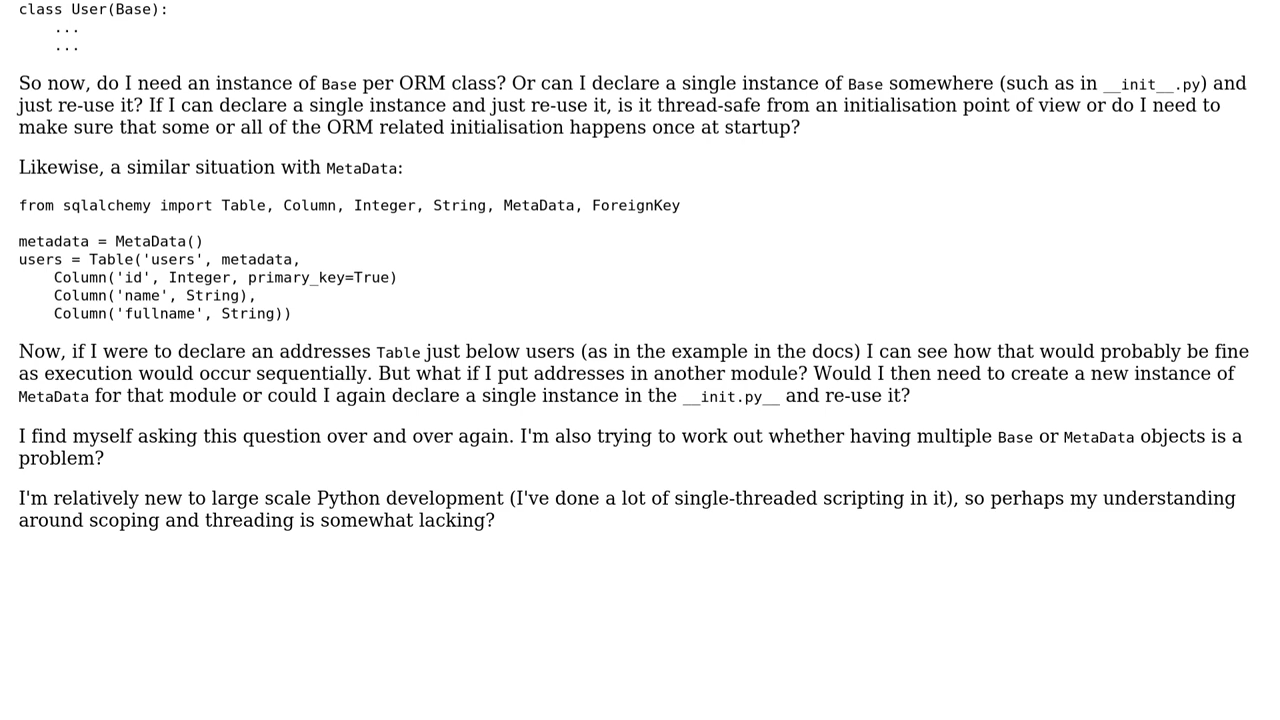 class User(Base):
    ...
    ...
So now, do I need an instance of Base per ORM class? Or can I declare a single instance of Base somewhere (such as in __init__.py) and
just re-use it? If I can declare a single instance and just re-use it, is it thread-safe from an initialisation point of view or do I need to
make sure that some or all of the ORM related initialisation happens once at startup?
Likewise, a similar situation with MetaData:
from sqlalchemy import Table, Column, Integer, String, MetaData, ForeignKey
metadata = MetaData()
users = Table('users', metadata,
    Column('id', Integer, primary_key=True)
    Column('name', String),
    Column('fullname', String))
Now, if I were to declare an addresses Table just below users (as in the example in the docs) I can see how that would probably be fine
as execution would occur sequentially. But what if I put addresses in another module? Would I then need to create a new instance of
MetaData for that module or could I again declare a single instance in the __init.py__ and re-use it?
I find myself asking this question over and over again. I'm also trying to work out whether having multiple Base or MetaData objects is a
problem?
I'm relatively new to large scale Python development (I've done a lot of single-threaded scripting in it), so perhaps my understanding
around scoping and threading is somewhat lacking?